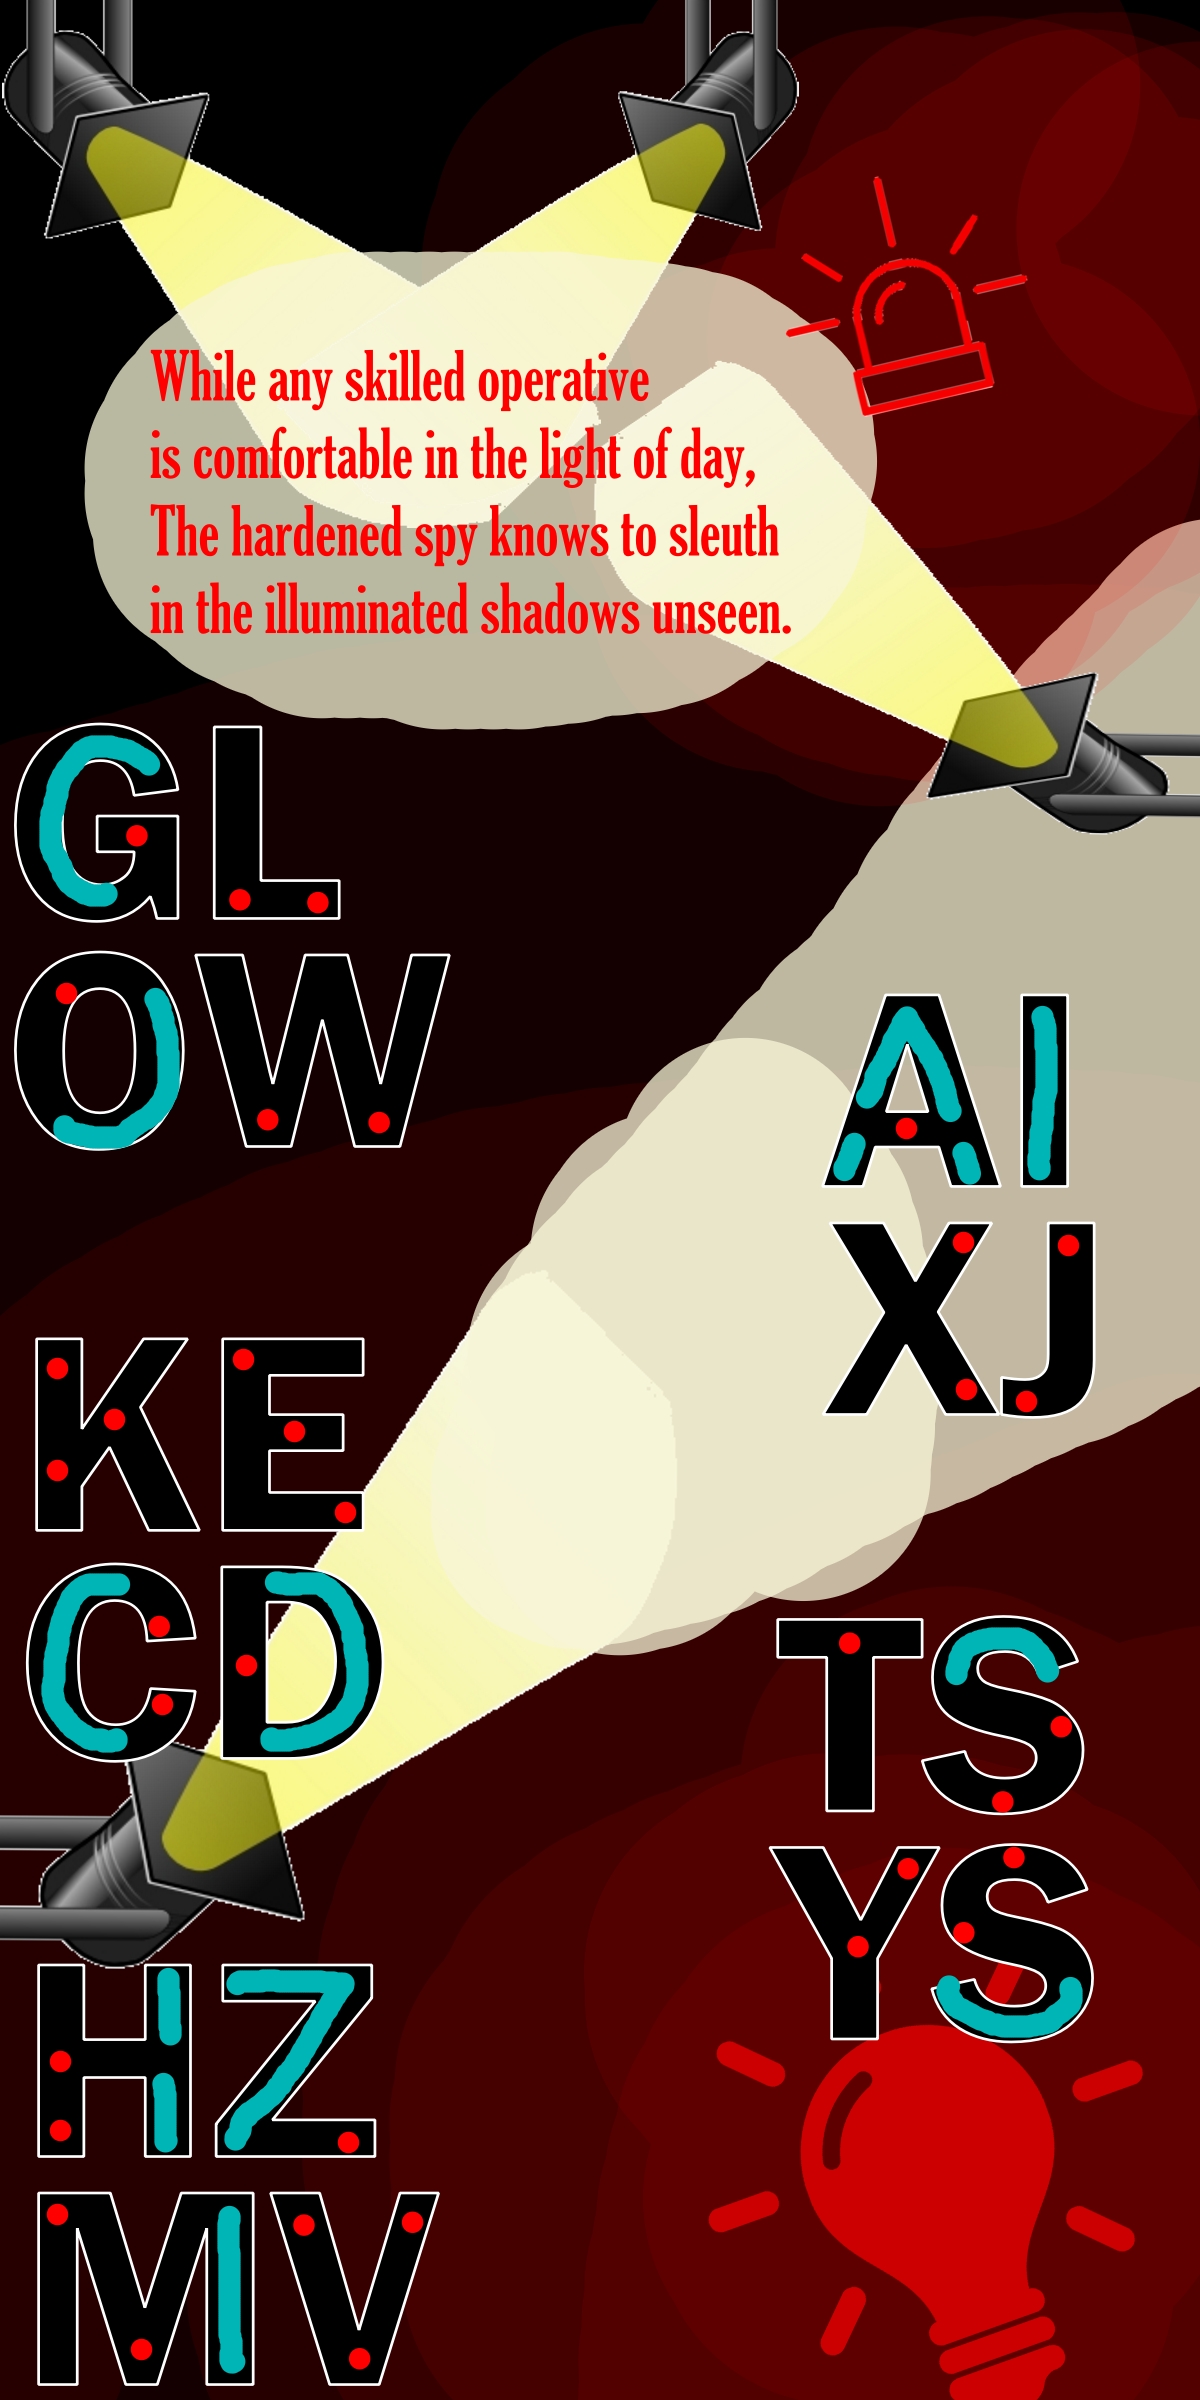 While any skilled operative
is comfortable in the light of day,
The hardened spy knows to sleuth
in the illuminated shadows unseen.
GL
OW
AI
XJ
KE
CD
TS
YS
HZ
MV